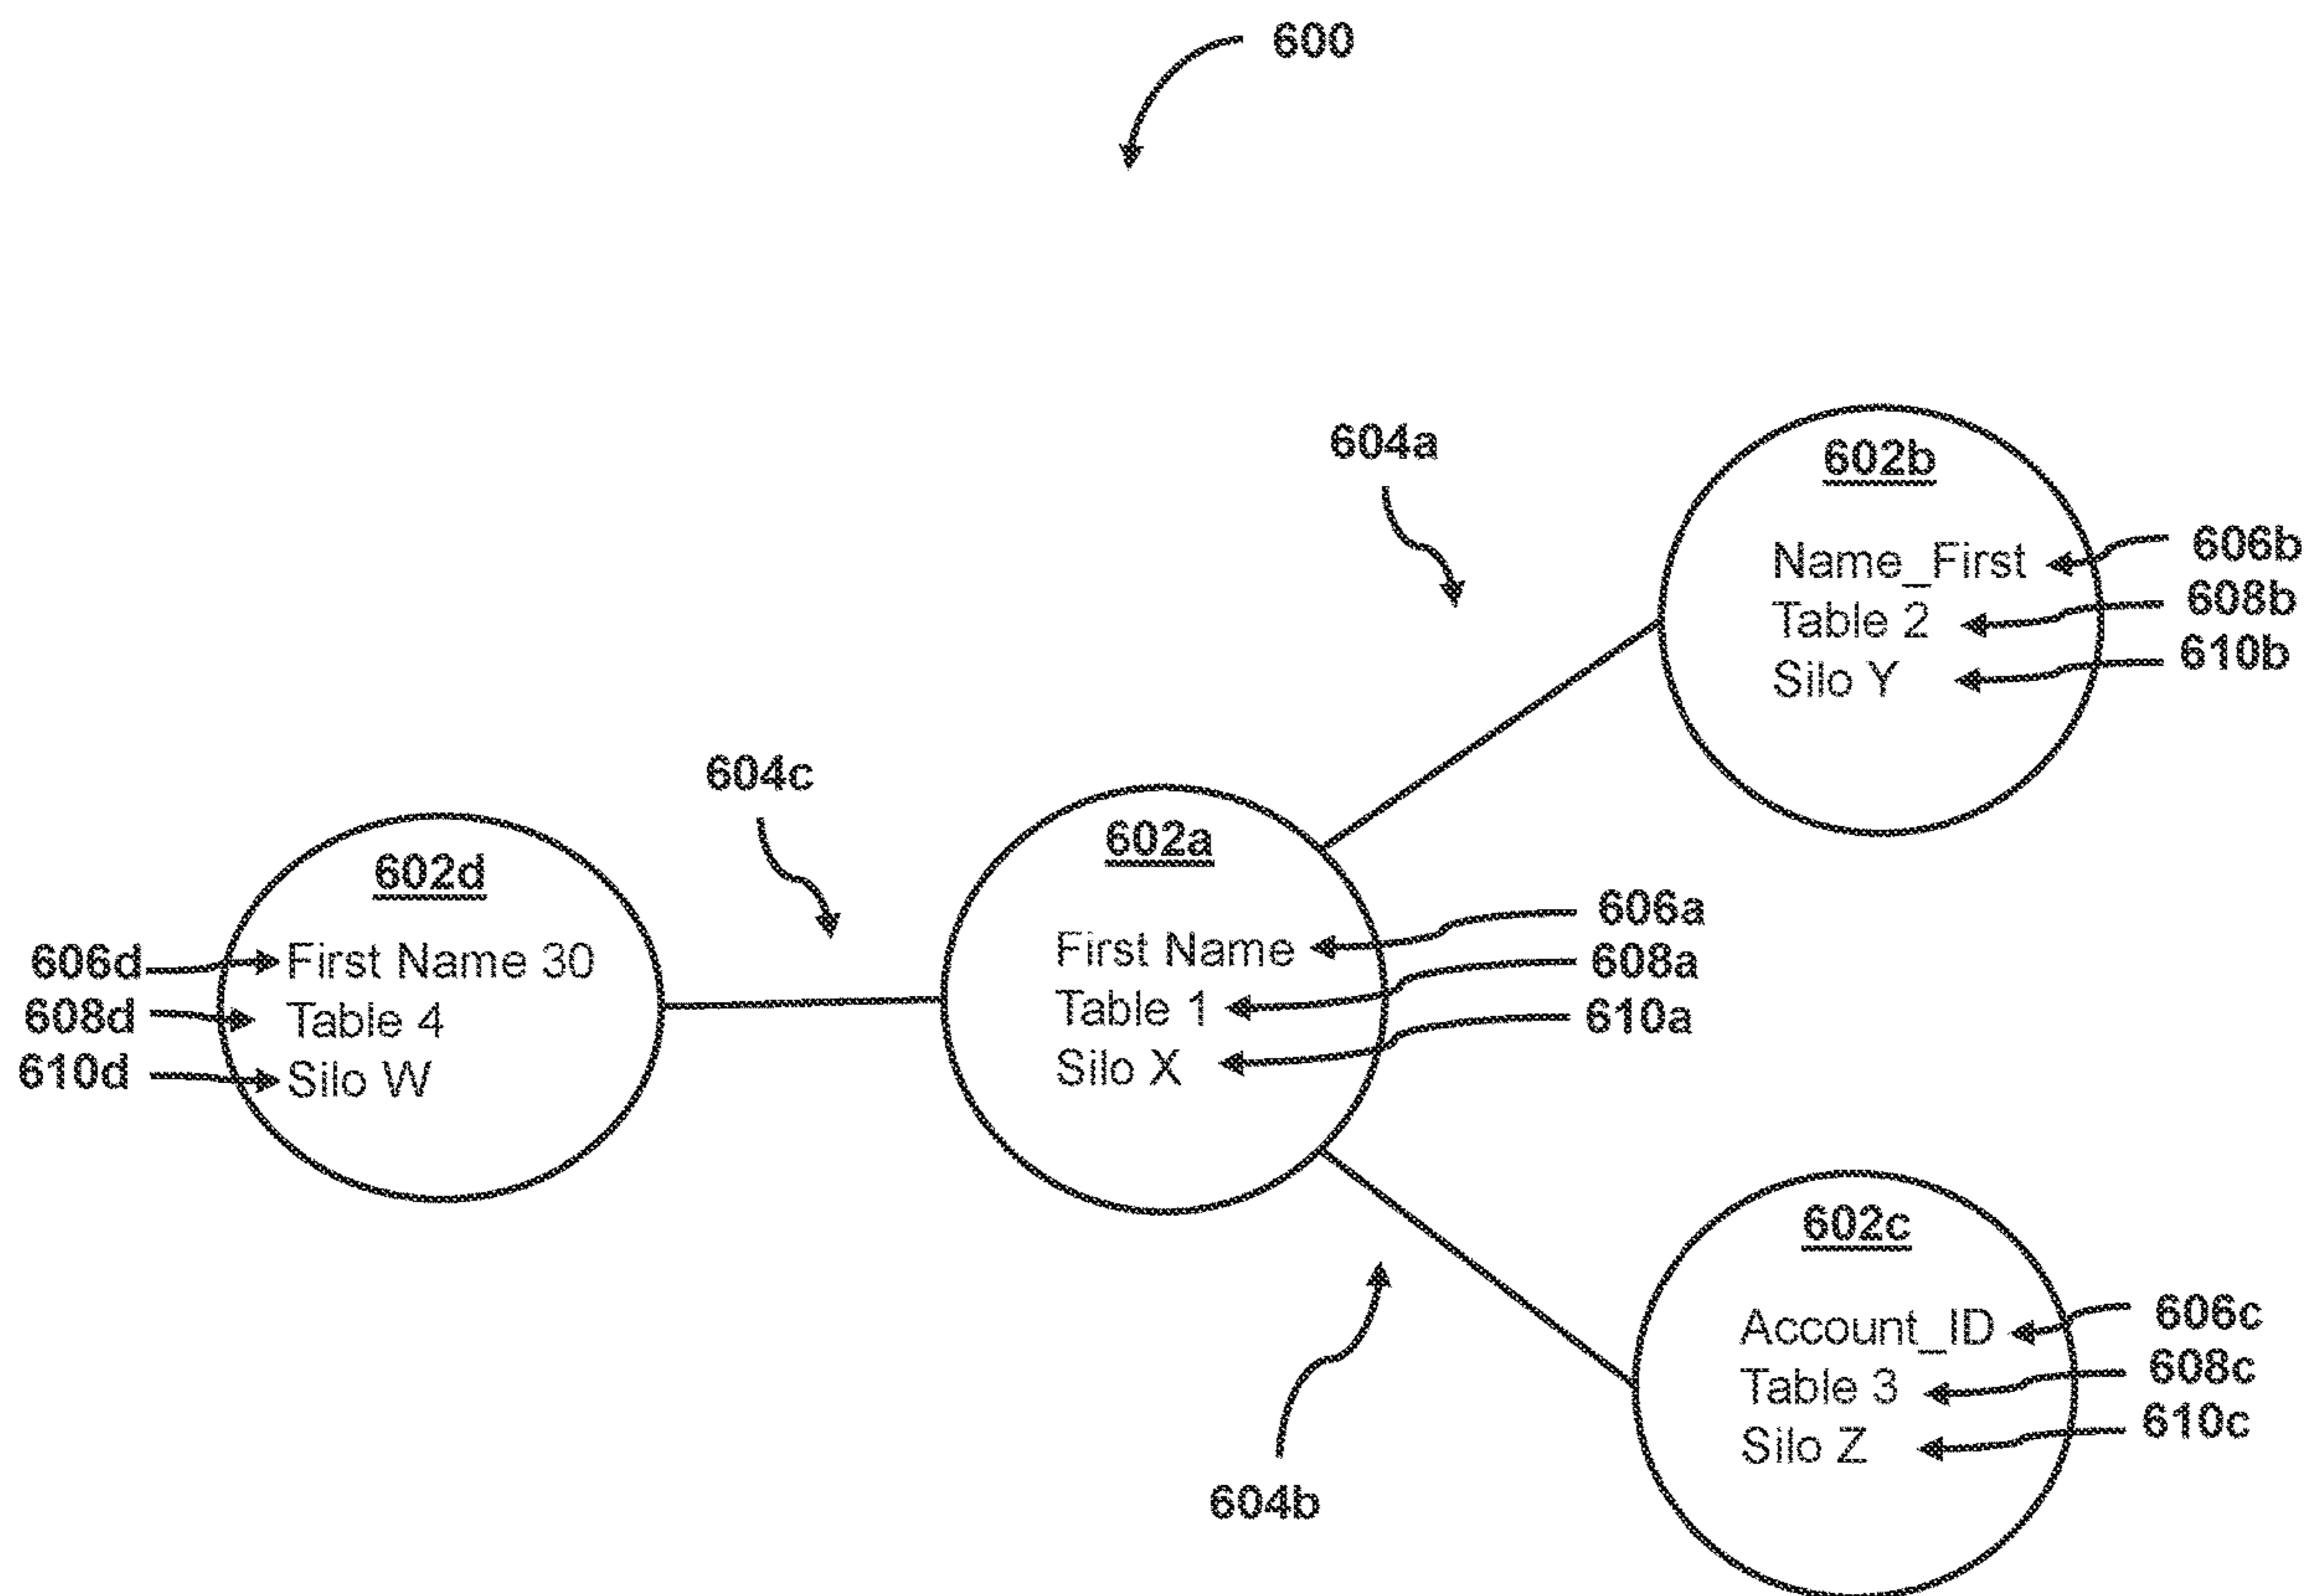 600
604a
602b
Name_First
606b
Table 2
608b
Silo Y
610b
604c
602a
First Name
606a
Table 1
608a
Silo X
610a
602d
606d
First Name 30
608d
Table 4
610d
Silo W
602c
Account_ID
606c
Table 3
608c
Silo Z
610c
604b